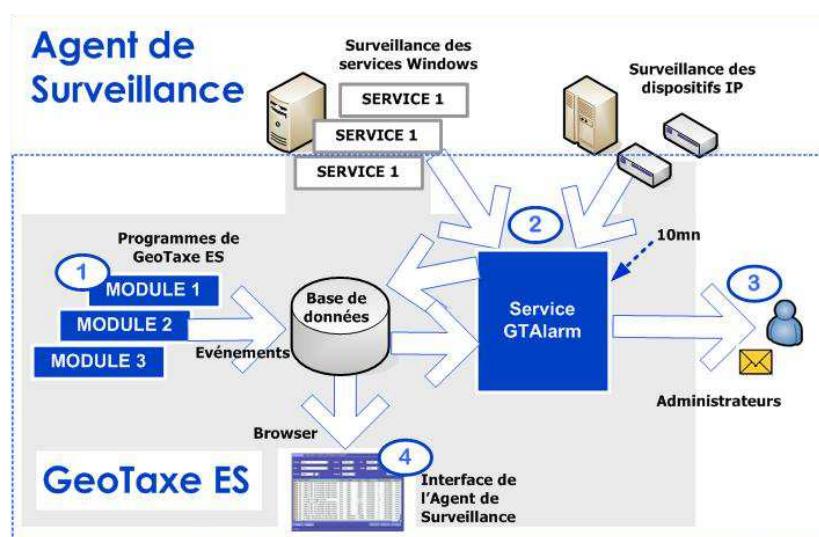 Agent de
Surveillance
Surveillance des
services Windows
SERVICE 1
SERVICE 1
SERVICE 1
Surveillance des
dispositifs IP
2
10mn
Programmes de
GeoTaxe ES
1
MODULE 1
MODULE 2
MODULE 3
Evénements
Base de
données
Service
GTAlarm
3
Administrateurs
Browser
4
Interface de
l'Agent de
Surveillance
GeoTaxe ES